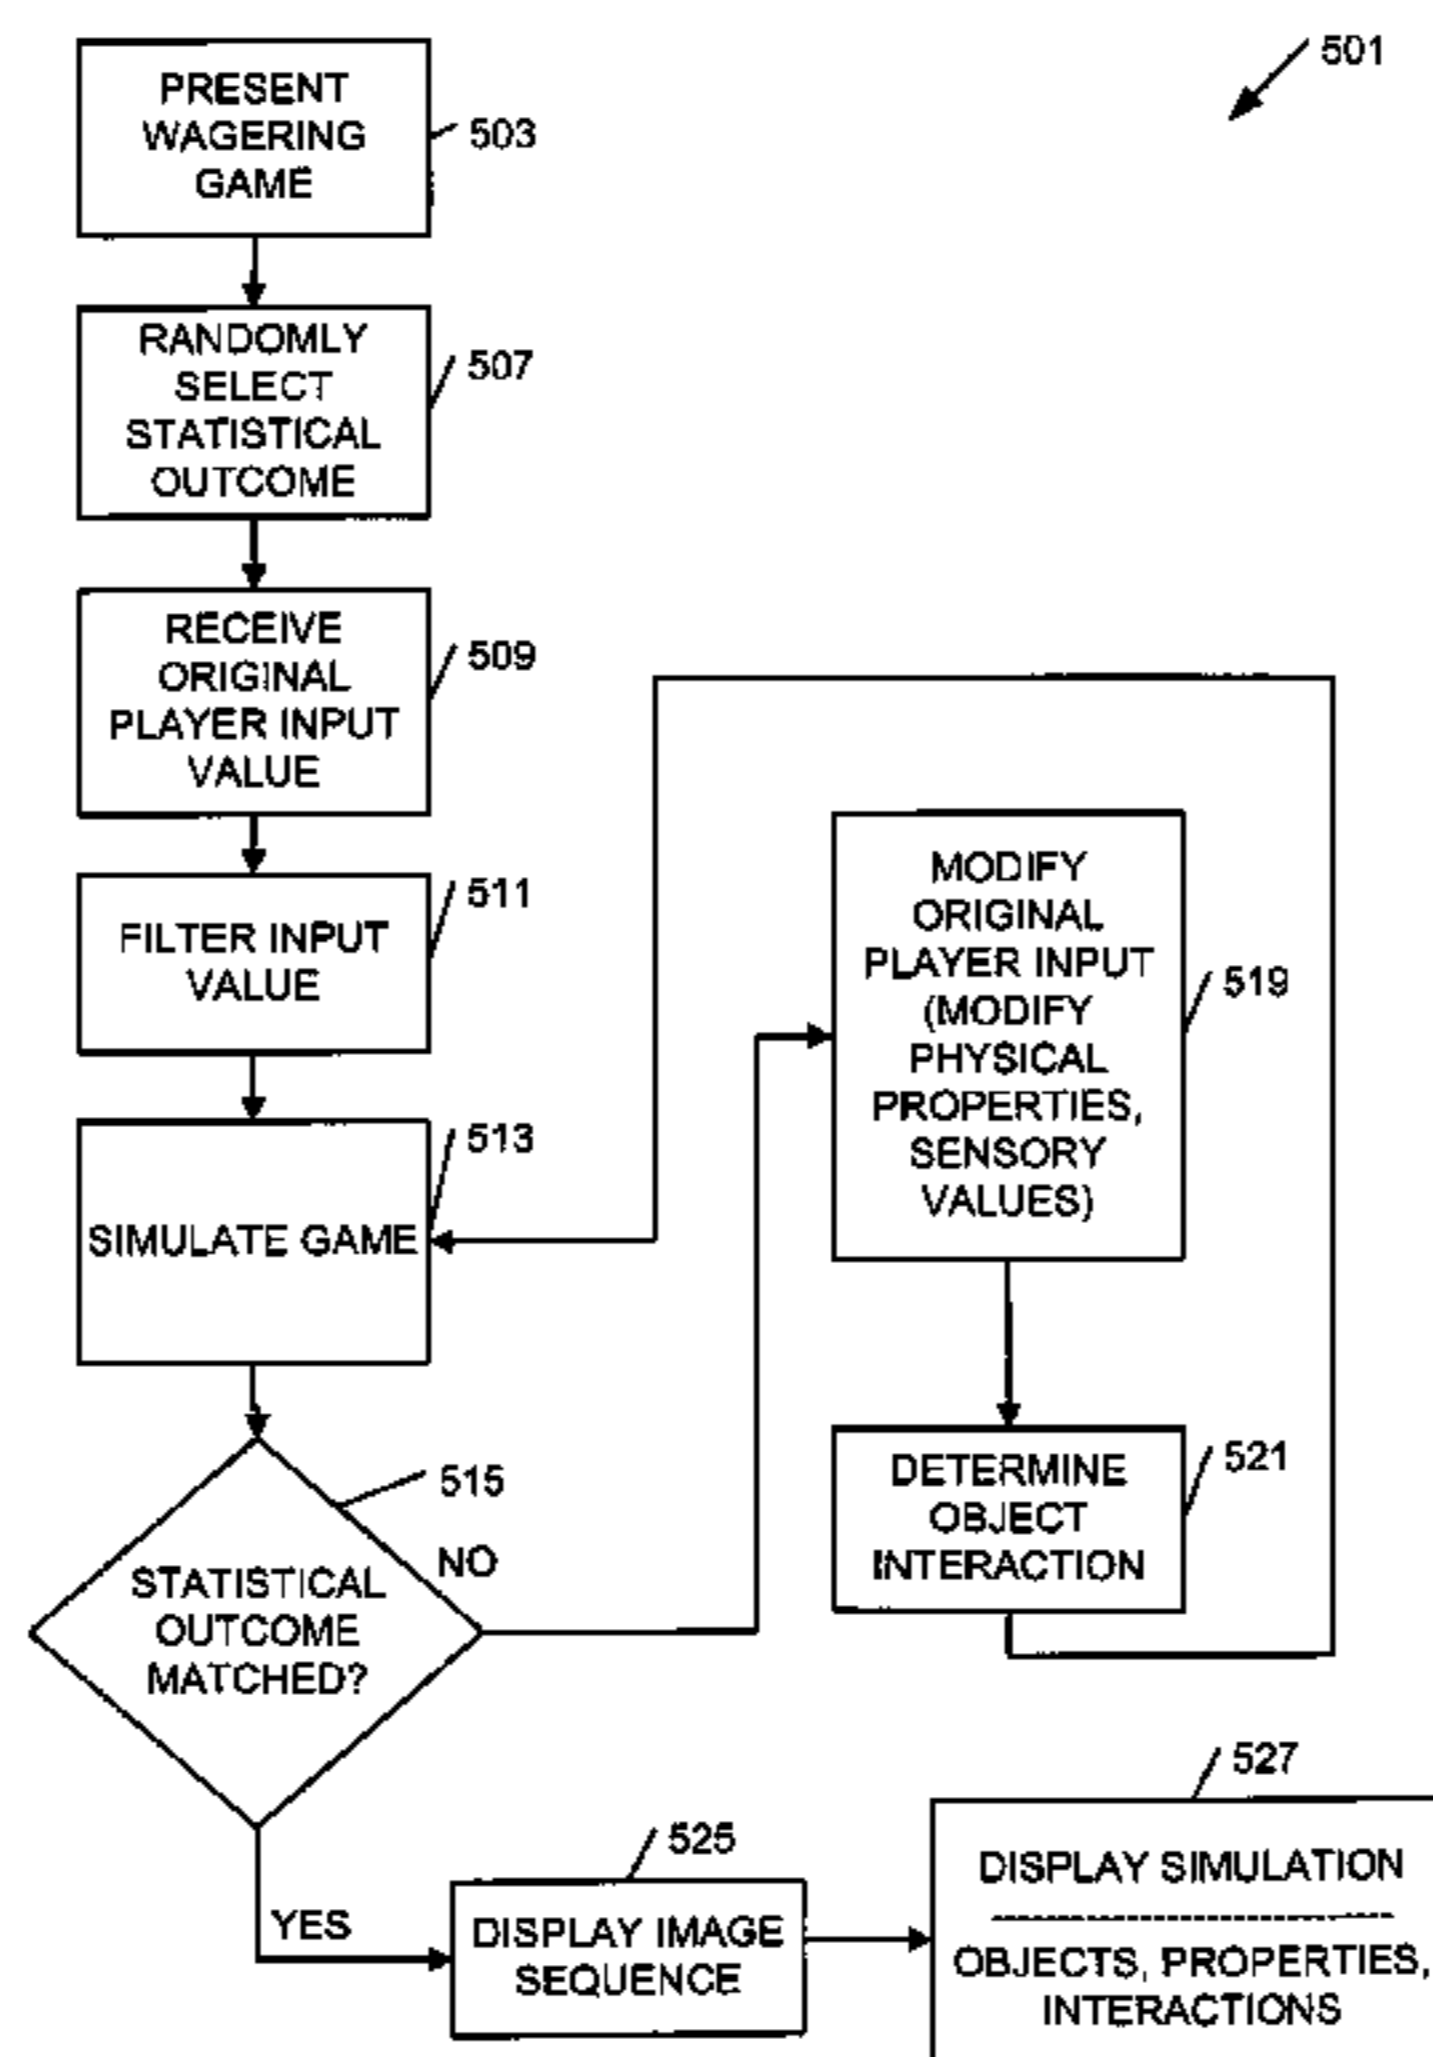 501
PRESENT
WAGERING
GAME
503
RANDOMLY
SELECT
STATISTICAL
OUTCOME
507
RECEIVE
ORIGINAL
PLAYER INPUT
VALUE
509
FILTER INPUT
VALUE
511
SIMULATE GAME
513
STATISTICAL
OUTCOME
MATCHED?
515
NO
MODIFY
ORIGINAL
PLAYER INPUT
(MODIFY
PHYSICAL
PROPERTIES,
SENSORY
VALUES)
519
DETERMINE
OBJECT
INTERACTION
521
YES
DISPLAY IMAGE
SEQUENCE
525
DISPLAY SIMULATION
OBJECTS, PROPERTIES,
INTERACTIONS
527